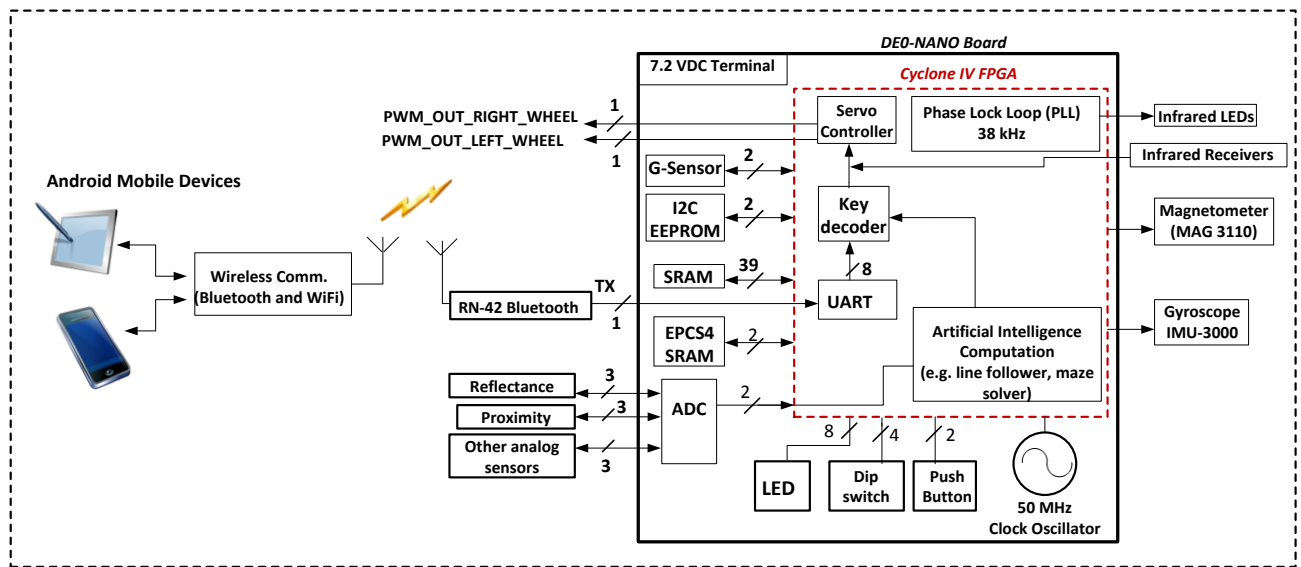 DE0-NANO Board
7.2 VDC Terminal
Cyclone IV FPGA
PWM_OUT_RIGHT_WHEEL
1
PWM_OUT_LEFT_WHEEL
1
Servo
Controller
Phase Lock Loop (PLL)
38 kHz
Infrared LEDs
Infrared Receivers
G-Sensor
2
Android Mobile Devices
I2C
EEPROM
2
Key
decoder
Magnetometer
(MAG 3110)
8
Wireless Comm.
(Bluetooth and WiFi)
SRAM
39
RN-42 Bluetooth
TX
1
UART
Gyroscope
IMU-3000
EPCS4
SRAM
2
Artificial Intelligence
Computation
(e.g. line follower, maze
solver)
Reflectance
3
Proximity
3
Other analog
sensors
3
ADC
2
8
4
2
LED
Dip
switch
Push
Button
50 MHz
Clock Oscillator